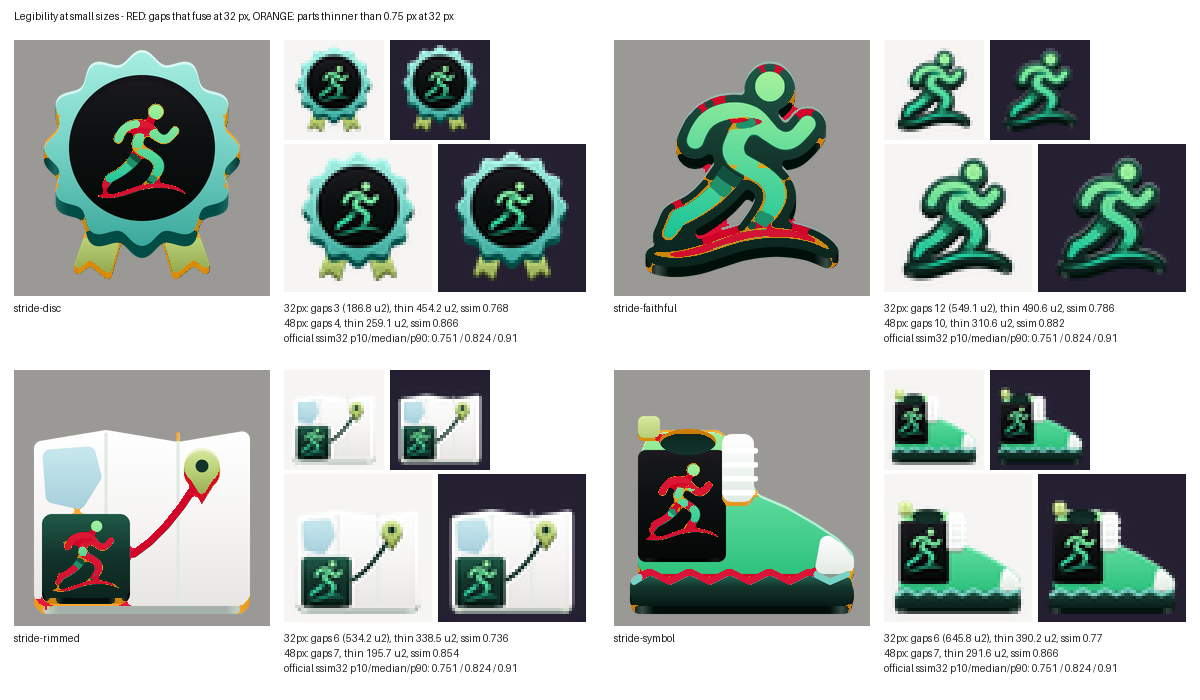 Legibility at small sizes - RED: gaps that fuse at 32 px, ORANGE: parts thinner than 0.75 px at 32 px
stride-disc
32px: gaps 3 (186.8 u2), thin 454.2 u2, ssim 0.768
48px: gaps 4, thin 259.1 u2, ssim 0.866
official ssim32 p10/median/p90: 0.751 / 0.824 / 0.91
stride-faithful
32px: gaps 12 (549.1 u2), thin 490.6 u2, ssim 0.786
48px: gaps 10, thin 310.6 u2, ssim 0.882
official ssim32 p10/median/p90: 0.751 / 0.824 / 0.91
stride-rimmed
32px: gaps 6 (534.2 u2), thin 338.5 u2, ssim 0.736
48px: gaps 7, thin 195.7 u2, ssim 0.854
official ssim32 p10/median/p90: 0.751 / 0.824 / 0.91
stride-symbol
32px: gaps 6 (645.8 u2), thin 390.2 u2, ssim 0.77
48px: gaps 7, thin 291.6 u2, ssim 0.866
official ssim32 p10/median/p90: 0.751 / 0.824 / 0.91